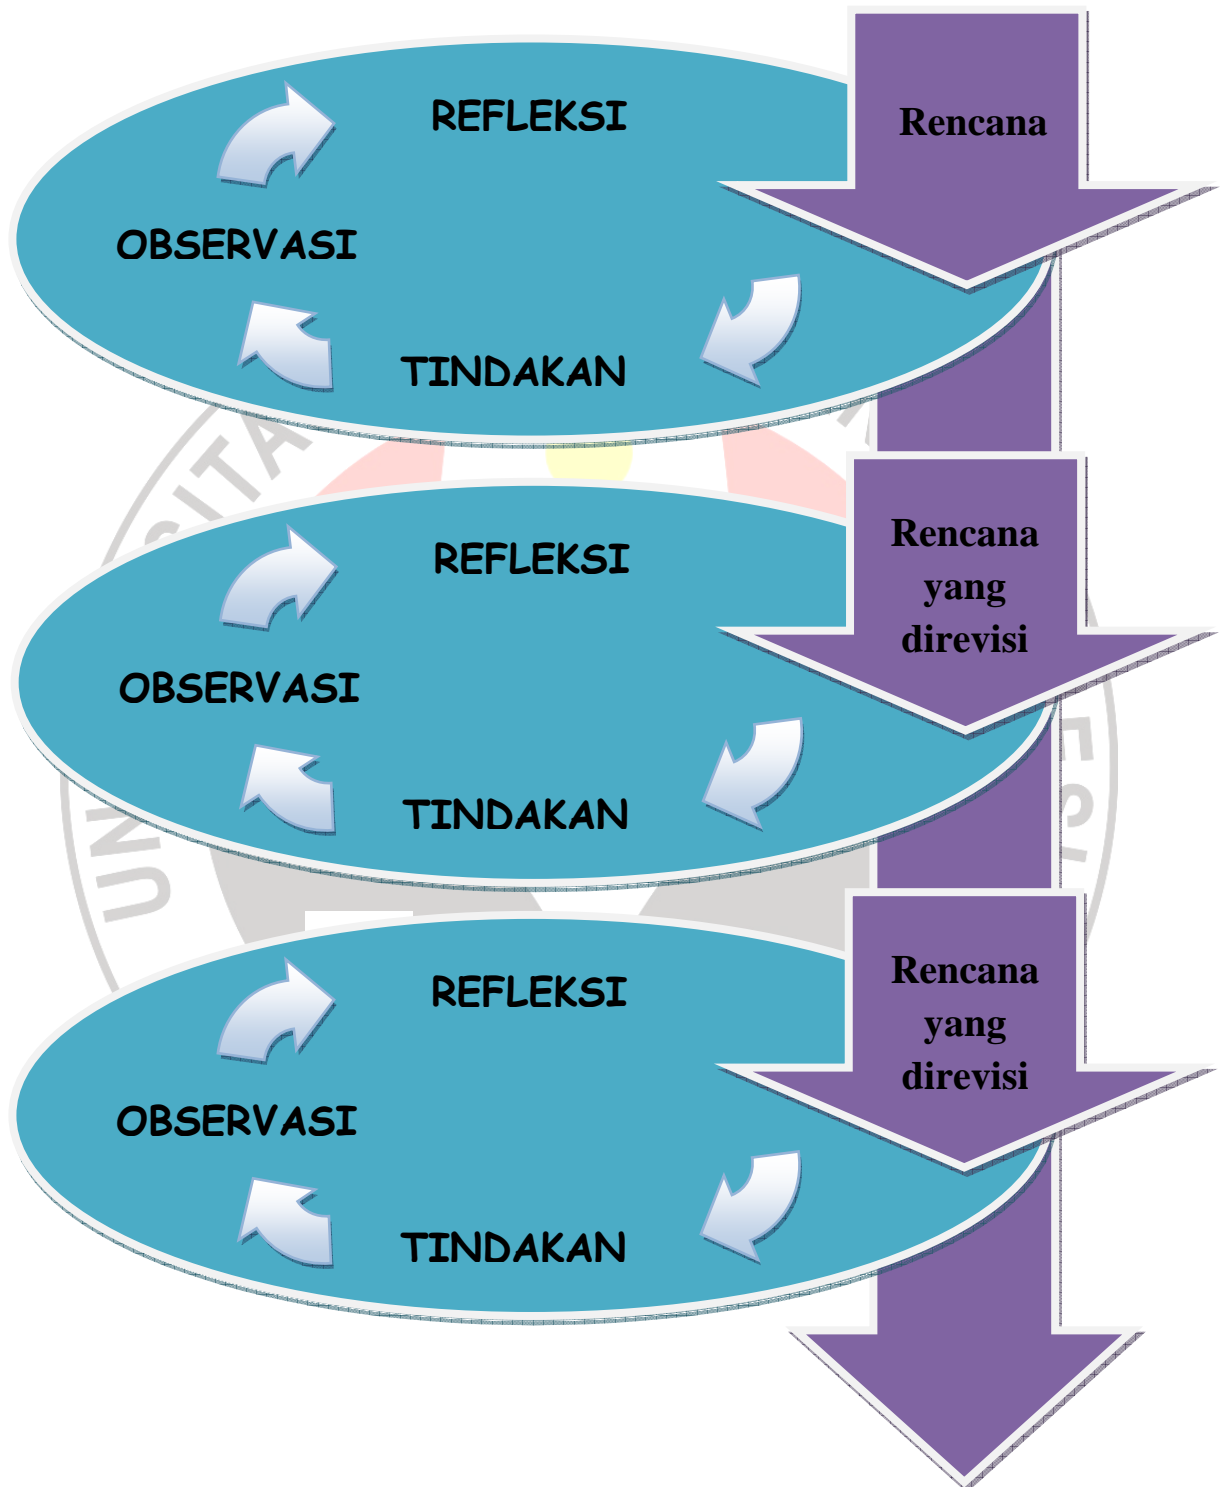 REFLEKSI
Rencana
OBSERVASI
TINDAKAN
REFLEKSI
Rencana
yang
direvisi
OBSERVASI
TINDAKAN
REFLEKSI
Rencana
yang
direvisi
OBSERVASI
TINDAKAN